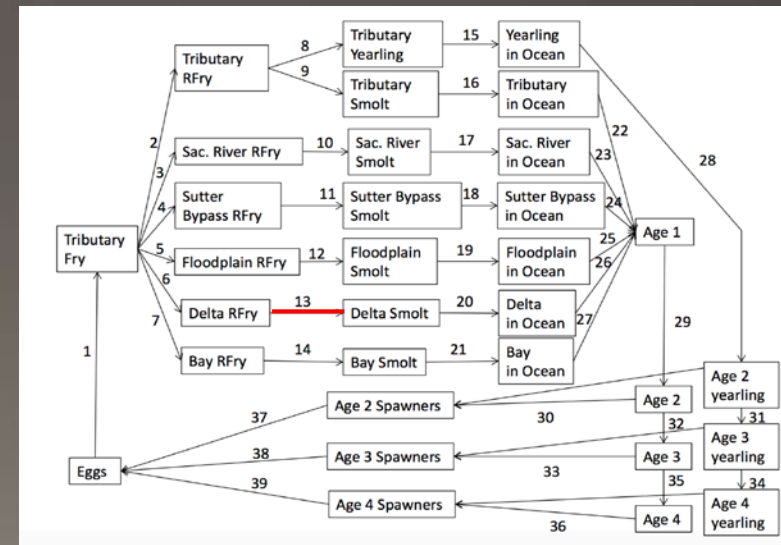 8
Tributary
Yearling
15
Yearling
in Ocean
Tributary
RFry
9
Tributary
Smolt
16
Tributary
in Ocean
22
2
28
10
Sac. River RFry
Sac. River
Smolt
17
Sac. River
in Ocean
23
3
4
Sutter
Bypass RFry
11
Sutter Bypass
Smolt
18
Sutter Bypass
in Ocean
24
Tributary
Fry
Age 1
5
Floodplain RFry
12
Floodplain
Smolt
19
Floodplain
in Ocean
25
26
6
Delta RFry
13
Delta Smolt
20
Delta
in Ocean
27
29
7
1
Bay RFry
14
Bay Smolt
21
Bay
in Ocean
Age 2
yearling
37
Age 2 Spawners
30
Age 2
32
31
Age 3
yearling
38
Eggs
Age 3 Spawners
33
Age 3
35
34
39
Age 4 Spawners
36
Age 4
Age 4
yearling